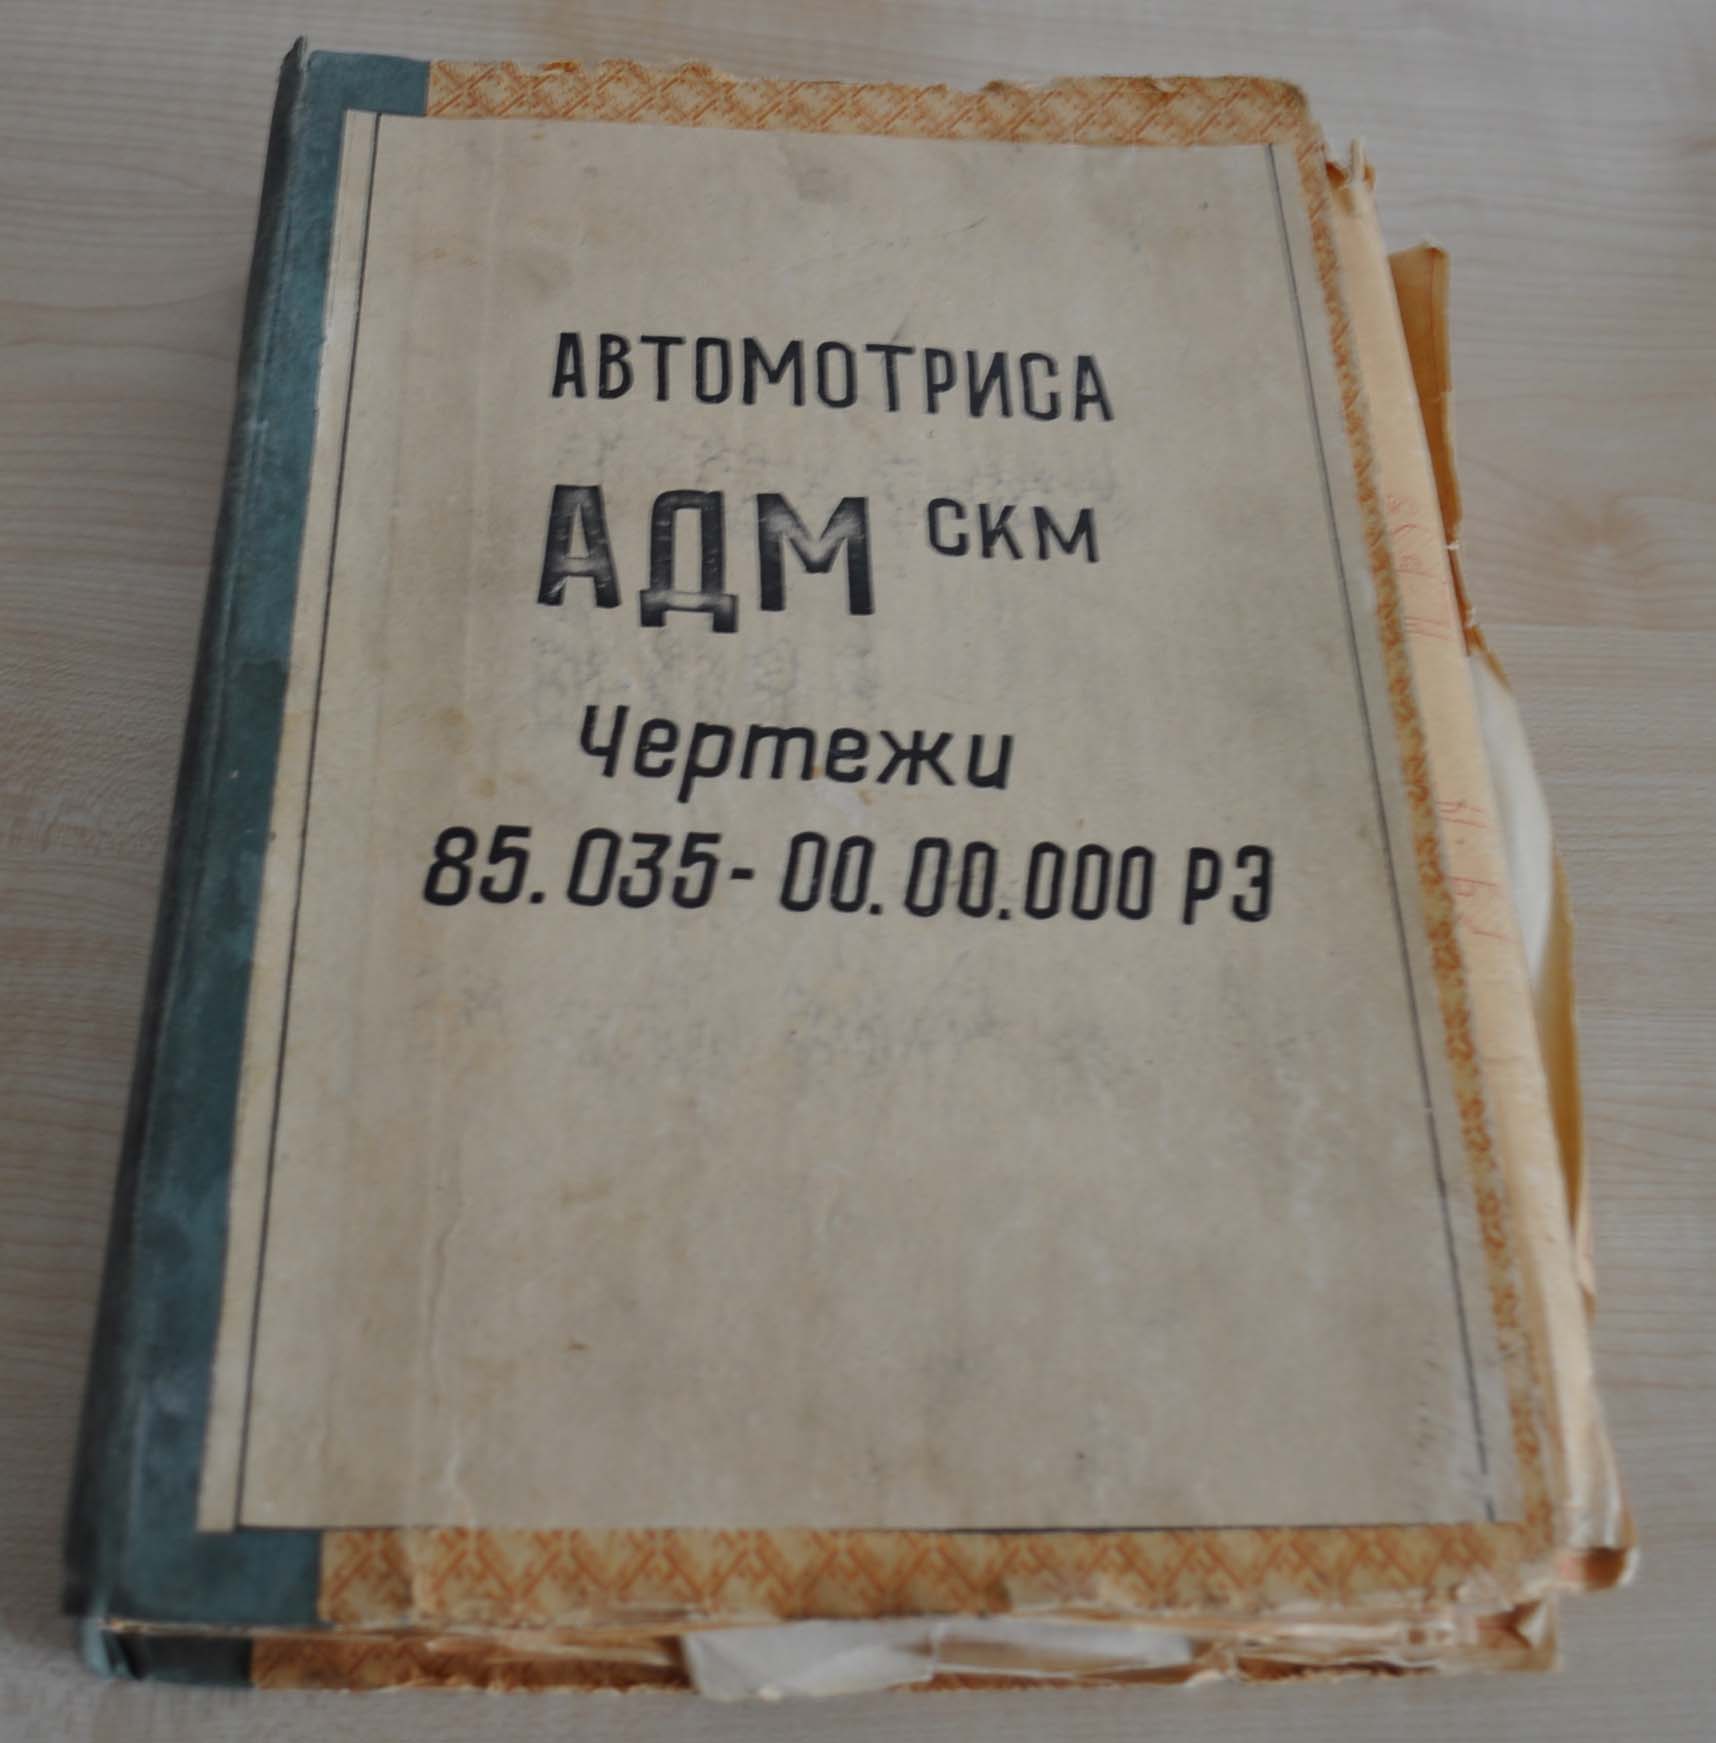 АВТОМОТРИСА
АДМ СКМ
Чертежи
85.035-00.00.000 РЭ